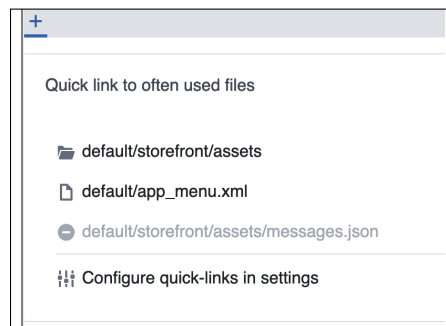 +
Quick link to often used files
default/storefront/assets
default/app_menu.xml
default/storefront/assets/messages.json
Configure quick-links in settings